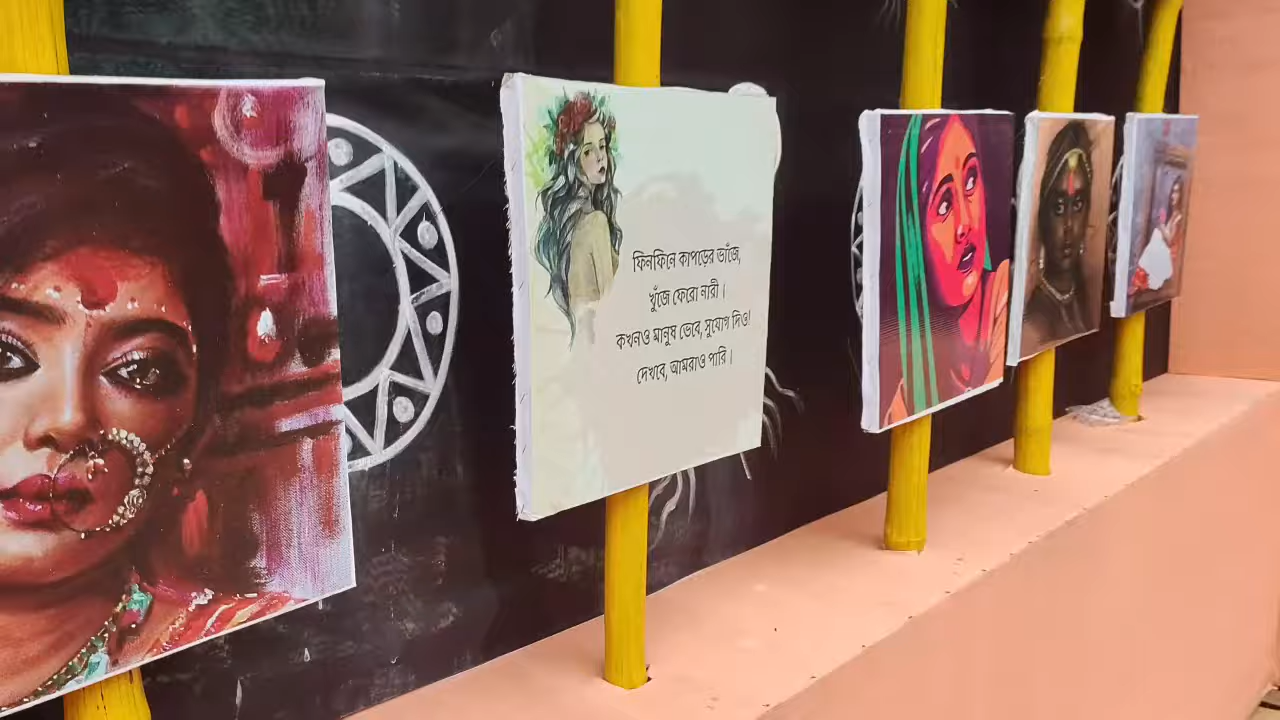 ফিনফিনে কাপড়ের ভাঁজে,
খুঁজে ফেরো নারী।
কখনও মানুষ ভেবে, সুযোগ দিও!
দেখবে, আমরাও পারি।